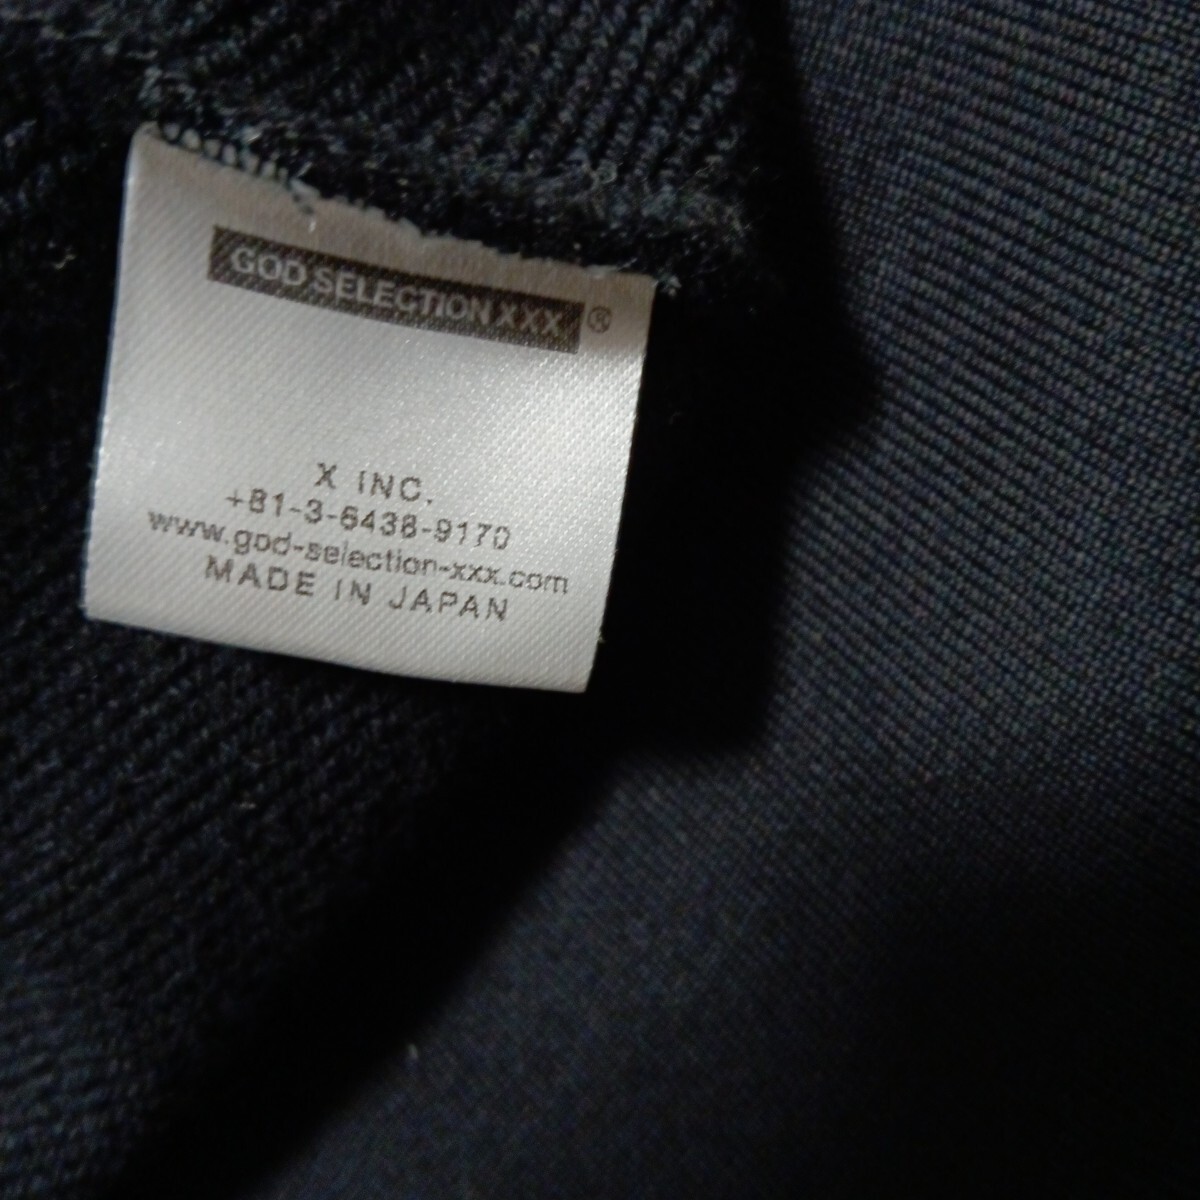 GOD SELECTION XXX ®
X INC.
+81-3-6438-9170
www.god-selection-xxx.com
MADE IN JAPAN